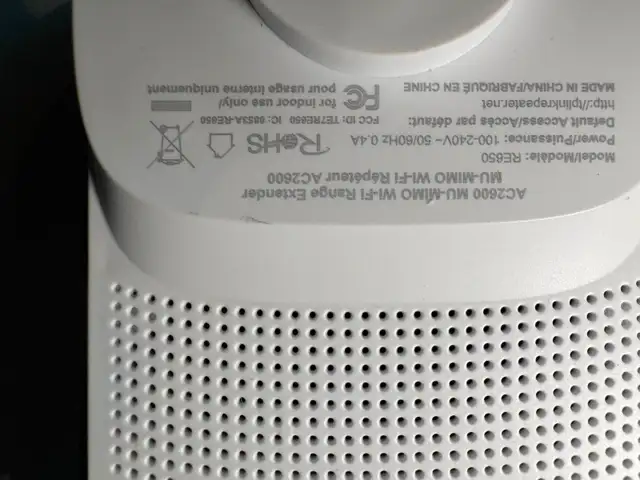 AC2600 MU-MIMO WI-FI Range Extender
MU-MIMO WI-FI Répéteur AC2600
Model/Modèle: RE650
Power/Puissance: 100-240V~ 50/60Hz 0.4A
Default Access/Accès par défaut:
http://tplinkrepeater.net
MADE IN CHINA/FABRIQUÉ EN CHINE
RoHS
FCC ID: TE7RE650 IC: 8853A-RE650
FC
for indoor use only/
pour usage interne uniquement